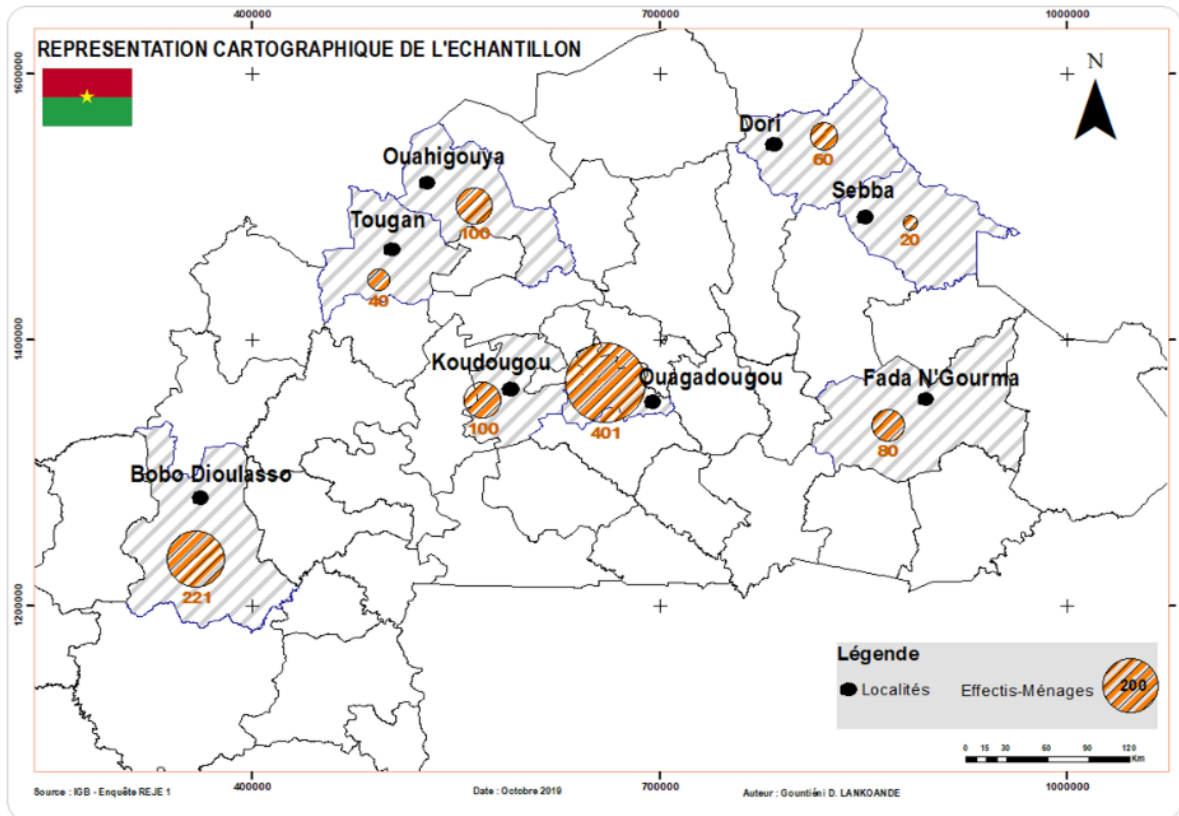 400000 700000 1000000
REPRESENTATION CARTOGRAPHIQUE DE L'ECHANTILLON
N
1600000
Dori
60
Ouahigouya
100
Sebba
20
Tougan
40
1400000
Koudougou
100
Ouagadougou
401
Fada N'Gourma
80
Bobo Dioulasso
221
1200000
Légende
Localités
Effectis-Ménages
200
0 15 30 60 90 120
Km
400000 700000 1000000
Source : IGB - Enquête REJE 1
Date : Octobre 2019
Auteur : Gountiéni D. LANKOANDE